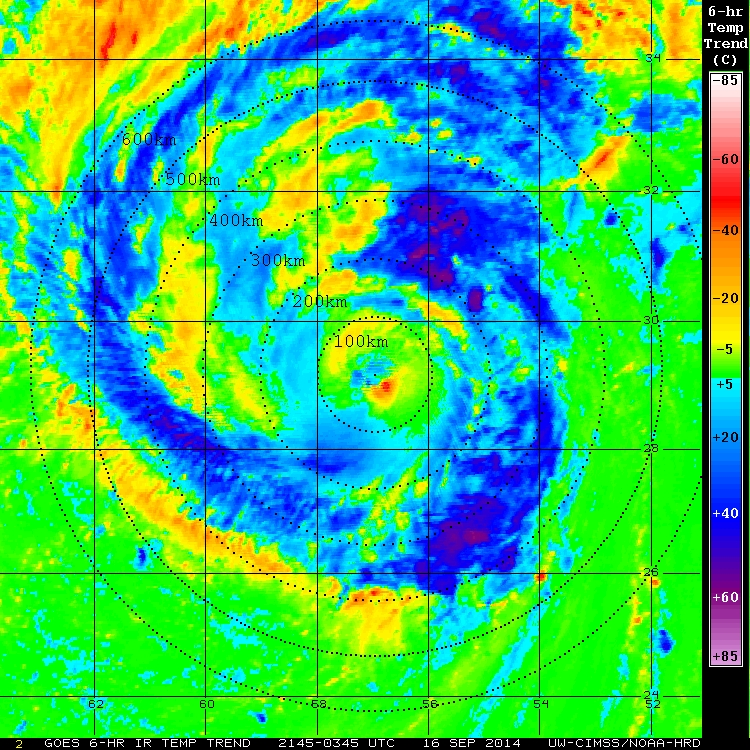 6-hr
Temp
Trend
(C)
-85
-60
-40
-20
-5
+5
+20
+40
+60
+85
34
32
30
28
26
24
600km
500km
400km
300km
200km
100km
62 60 58 56 54 52
2 GOES 6-HR IR TEMP TREND 2145-0345 UTC 16 SEP 2014 UW-CIMSS/NOAA-HRD